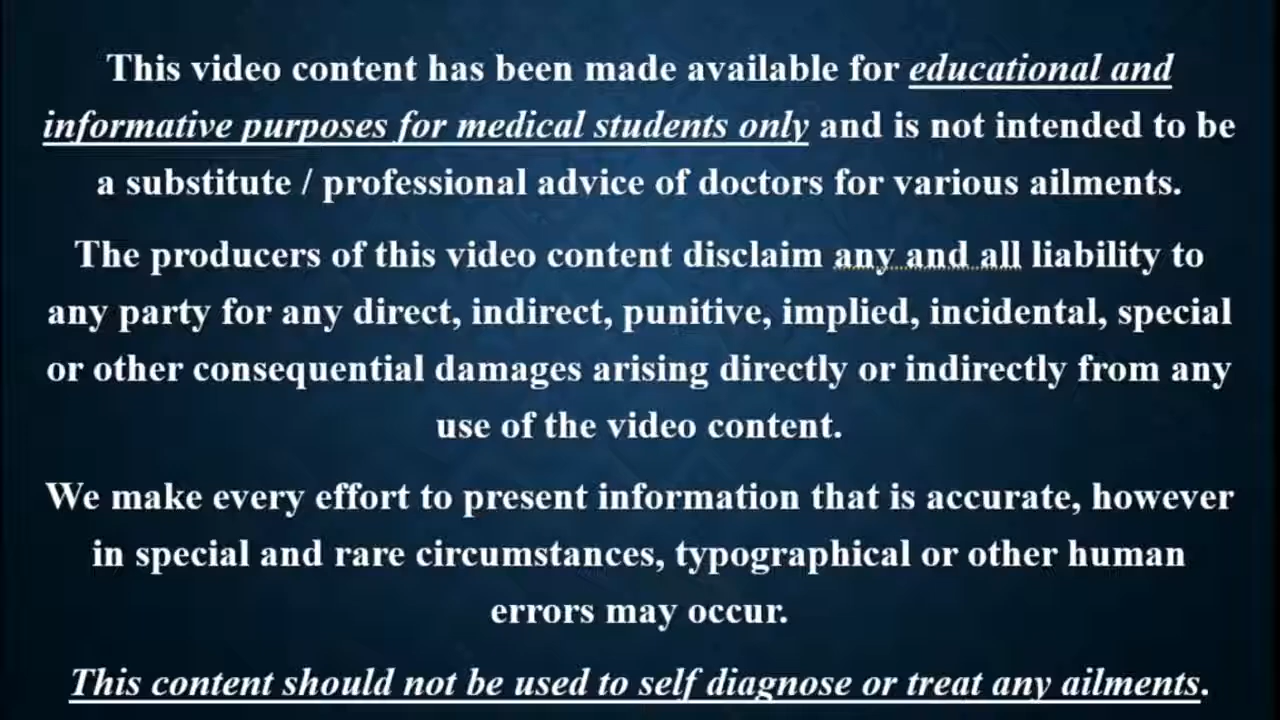 This video content has been made available for educational and
informative purposes for medical students only and is not intended to be
a substitute / professional advice of doctors for various ailments.
The producers of this video content disclaim any and all liability to
any party for any direct, indirect, punitive, implied, incidental, special
or other consequential damages arising directly or indirectly from any
use of the video content.
We make every effort to present information that is accurate, however
in special and rare circumstances, typographical or other human
errors may occur.
This content should not be used to self diagnose or treat any ailments.